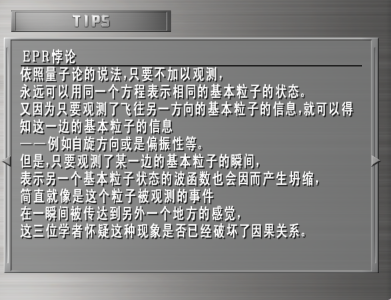 TIPS
EPR悖论
依照量子论的说法,只要不加以观测,
永远可以用同一个方程表示相同的基本粒子的状态。
又因为只要观测了飞往另一方向的基本粒子的信息,就可以得
知这一边的基本粒子的信息
——例如自旋方向或是偏振性等。
但是,只要观测了某一边的基本粒子的瞬间,
表示另一个基本粒子状态的波函数也会因而产生坍缩,
简直就像是这个粒子被观测的事件
在一瞬间被传达到另外一个地方的感觉,
这三位学者怀疑这种现象是否已经破坏了因果关系。